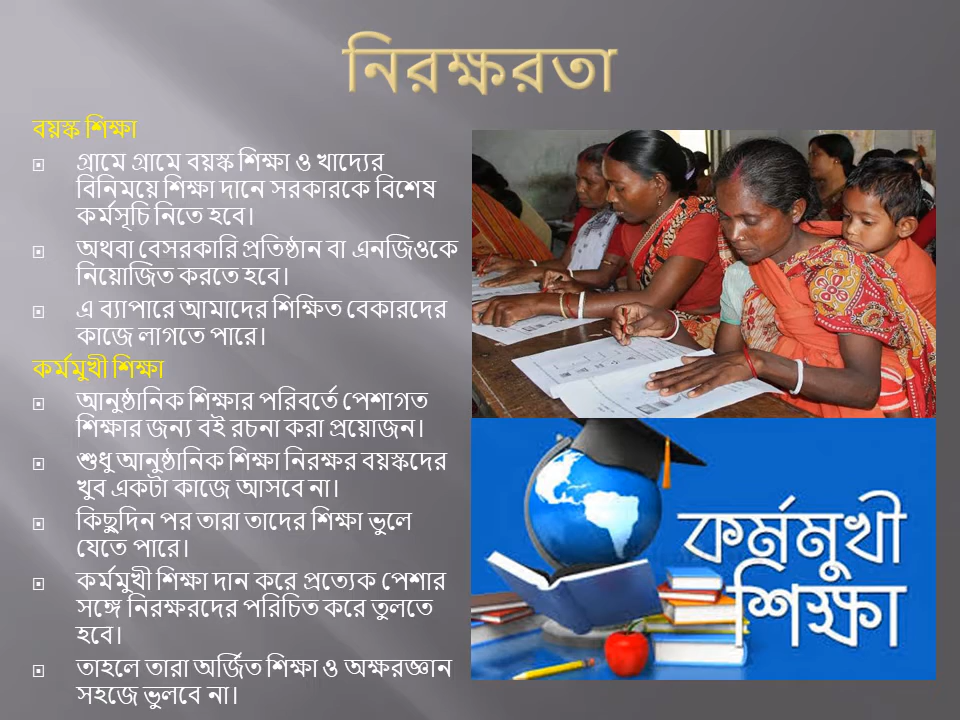 নিরক্ষরতা
বয়স্ক শিক্ষা
গ্রামে গ্রামে বয়স্ক শিক্ষা ও খাদ্যের
বিনিময়ে শিক্ষা দানে সরকারকে বিশেষ
কর্মসূচি নিতে হবে।
অথবা বেসরকারি প্রতিষ্ঠান বা এনজিওকে
নিয়োজিত করতে হবে।
এ ব্যাপারে আমাদের শিক্ষিত বেকারদের
কাজে লাগতে পারে।
কর্মমুখী শিক্ষা
আনুষ্ঠানিক শিক্ষার পরিবর্তে পেশাগত
শিক্ষার জন্য বই রচনা করা প্রয়োজন।
শুধু আনুষ্ঠানিক শিক্ষা নিরক্ষর বয়স্কদের
খুব একটা কাজে আসবে না।
কিছুদিন পর তারা তাদের শিক্ষা ভুলে
যেতে পারে।
কর্মমুখী শিক্ষা দান করে প্রত্যেক পেশার
সঙ্গে নিরক্ষরদের পরিচিত করে তুলতে
হবে।
তাহলে তারা অর্জিত শিক্ষা ও অক্ষরজ্ঞান
সহজে ভুলবে না।
কর্মমুখী
শিক্ষা